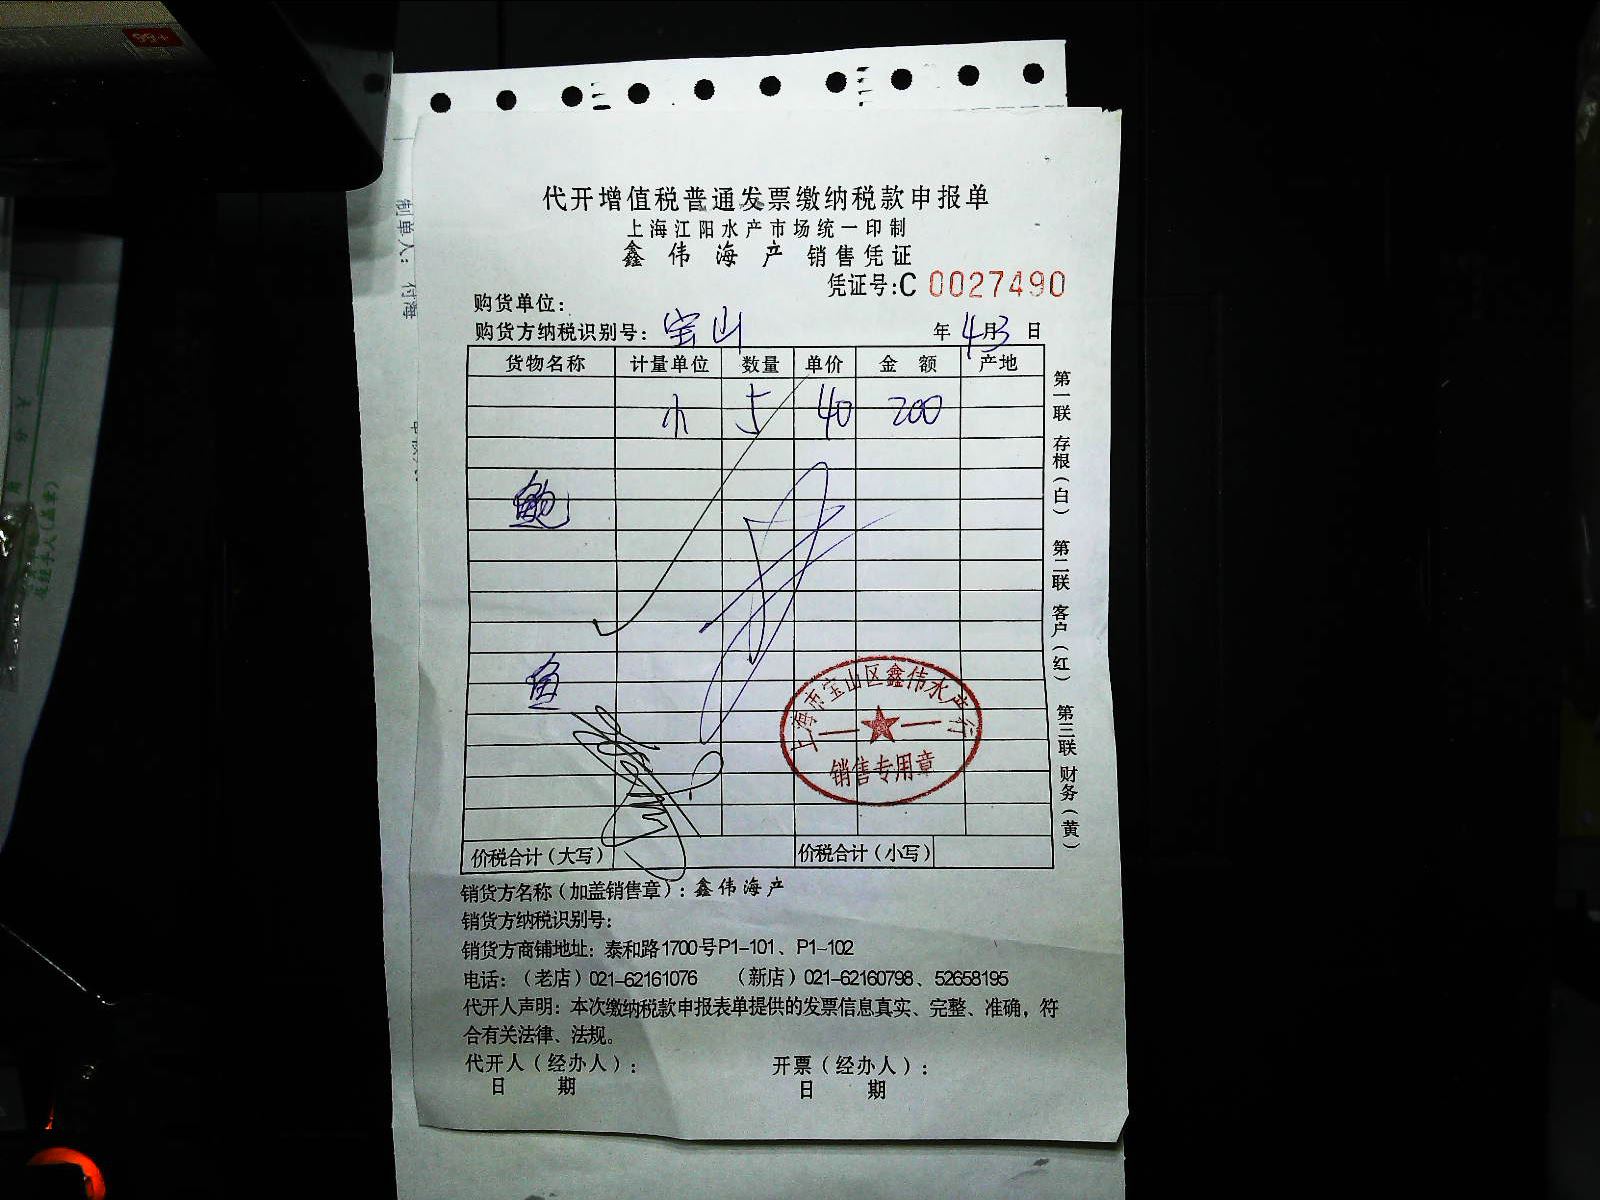 99+
制单人：付海
代开增值税普通发票缴纳税款申报单
上海江阳水产市场统一印制
鑫伟海产 销售凭证
凭证号:C 0027490
购货单位:
购货方纳税识别号: 宝山 年 4月3日
货物名称 计量单位 数量 单价 金额 产地
小 5 40 200
鲍
鱼
上海市宝山区鑫伟水产行
销售专用章
价税合计（大写） 价税合计（小写）
第一联 存根（白） 第二联 客户（红） 第三联 财务（黄）
销货方名称（加盖销售章）: 鑫伟海产
销货方纳税识别号:
销货方商铺地址: 泰和路1700号P1-101、P1-102
电话:（老店）021-62161076 （新店）021-62160798、52658195
代开人声明: 本次缴纳税款申报表单提供的发票信息真实、完整、准确，符
合有关法律、法规。
代开人（经办人）: 开票（经办人）:
日 期 日 期